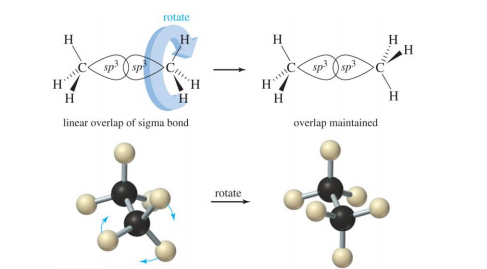 rotate
H H H H
C sp3 sp3 C C sp3 sp3 C H
H H H H
H H H
linear overlap of sigma bond overlap maintained
rotate